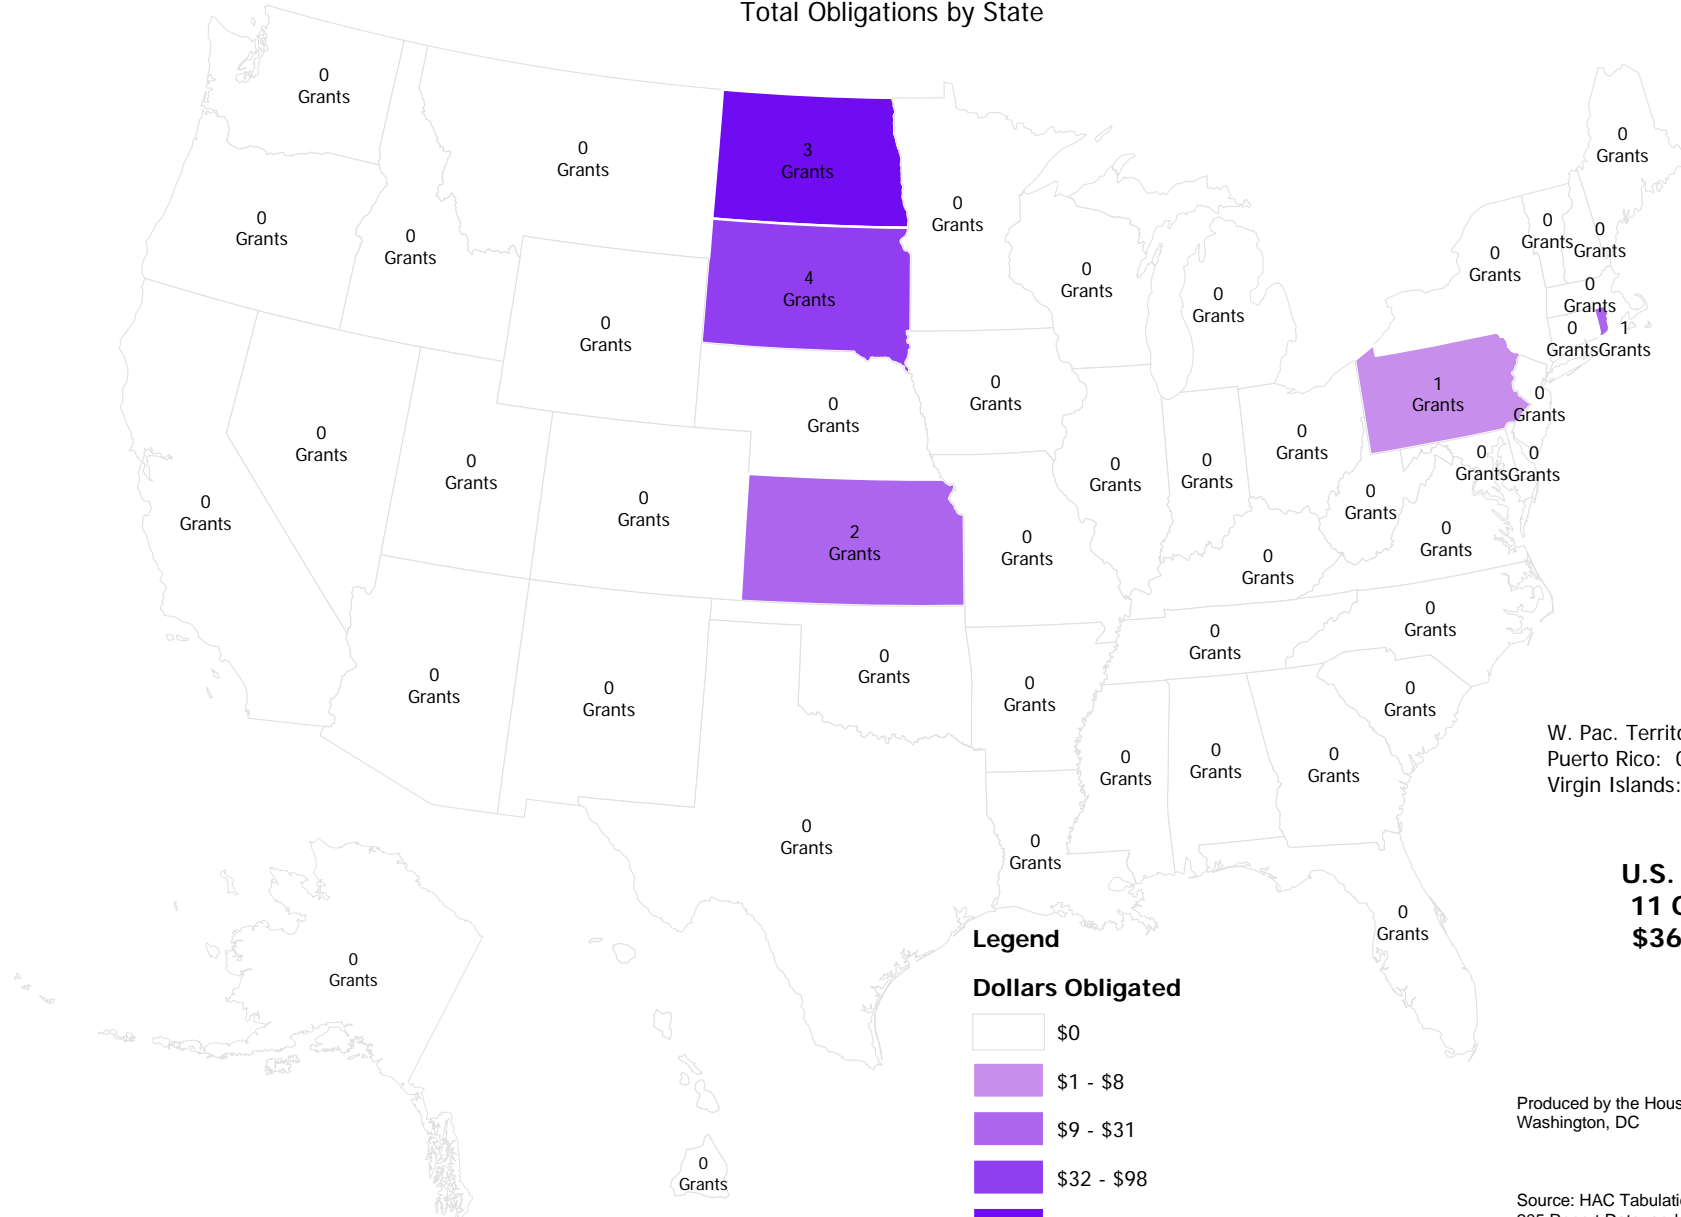 Total Obligations by State
0
Grants
0
Grants
3
Grants
0
Grants
0
Grants
0
Grants
0
Grants
0
Grants
0
Grants
0
Grants
4
Grants
0
Grants
0
Grants
0
Grants
0
Grants
0
Grants
1
Grants
0
Grants
0
Grants
0
Grants
1
Grants
0
Grants
0
Grants
0
Grants
0
Grants
0
Grants
0
Grants
0
Grants
0
Grants
0
Grants
0
Grants
0
Grants
0
Grants
2
Grants
0
Grants
0
Grants
0
Grants
0
Grants
0
Grants
0
Grants
0
Grants
0
Grants
0
Grants
0
Grants
0
Grants
0
Grants
0
Grants
0
Grants
0
Grants
0
Grants
W. Pac.
Puerto Rico:
Virgin Islands:
U.S.
11
$36
Legend
Dollars Obligated
$0
$1 - $8
$9 - $31
$32 - $98
Produced by the
Washington, DC
Source: HAC